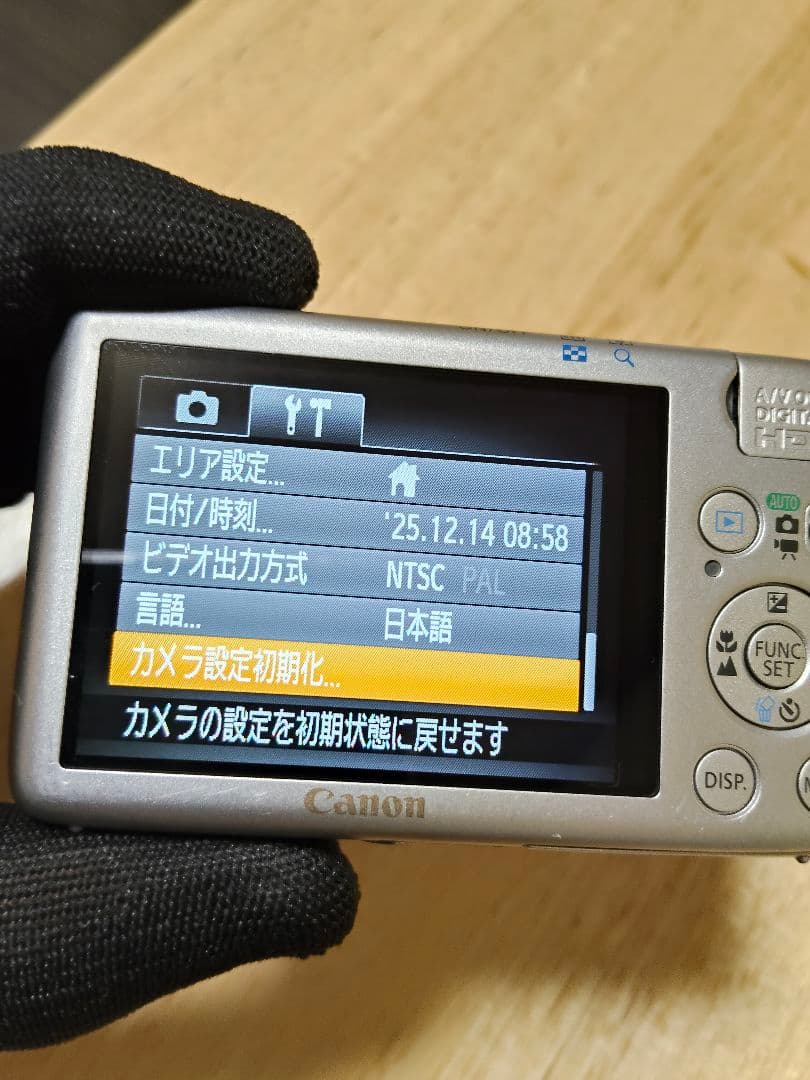 A/V O
DIGITA
AUTO
エリア設定...
日付/時刻... '25.12.14 08:58
ビデオ出力方式 NTSC PAL
言語... 日本語
カメラ設定初期化...
カメラの設定を初期状態に戻せます
FUNC.
SET
DISP.
Canon